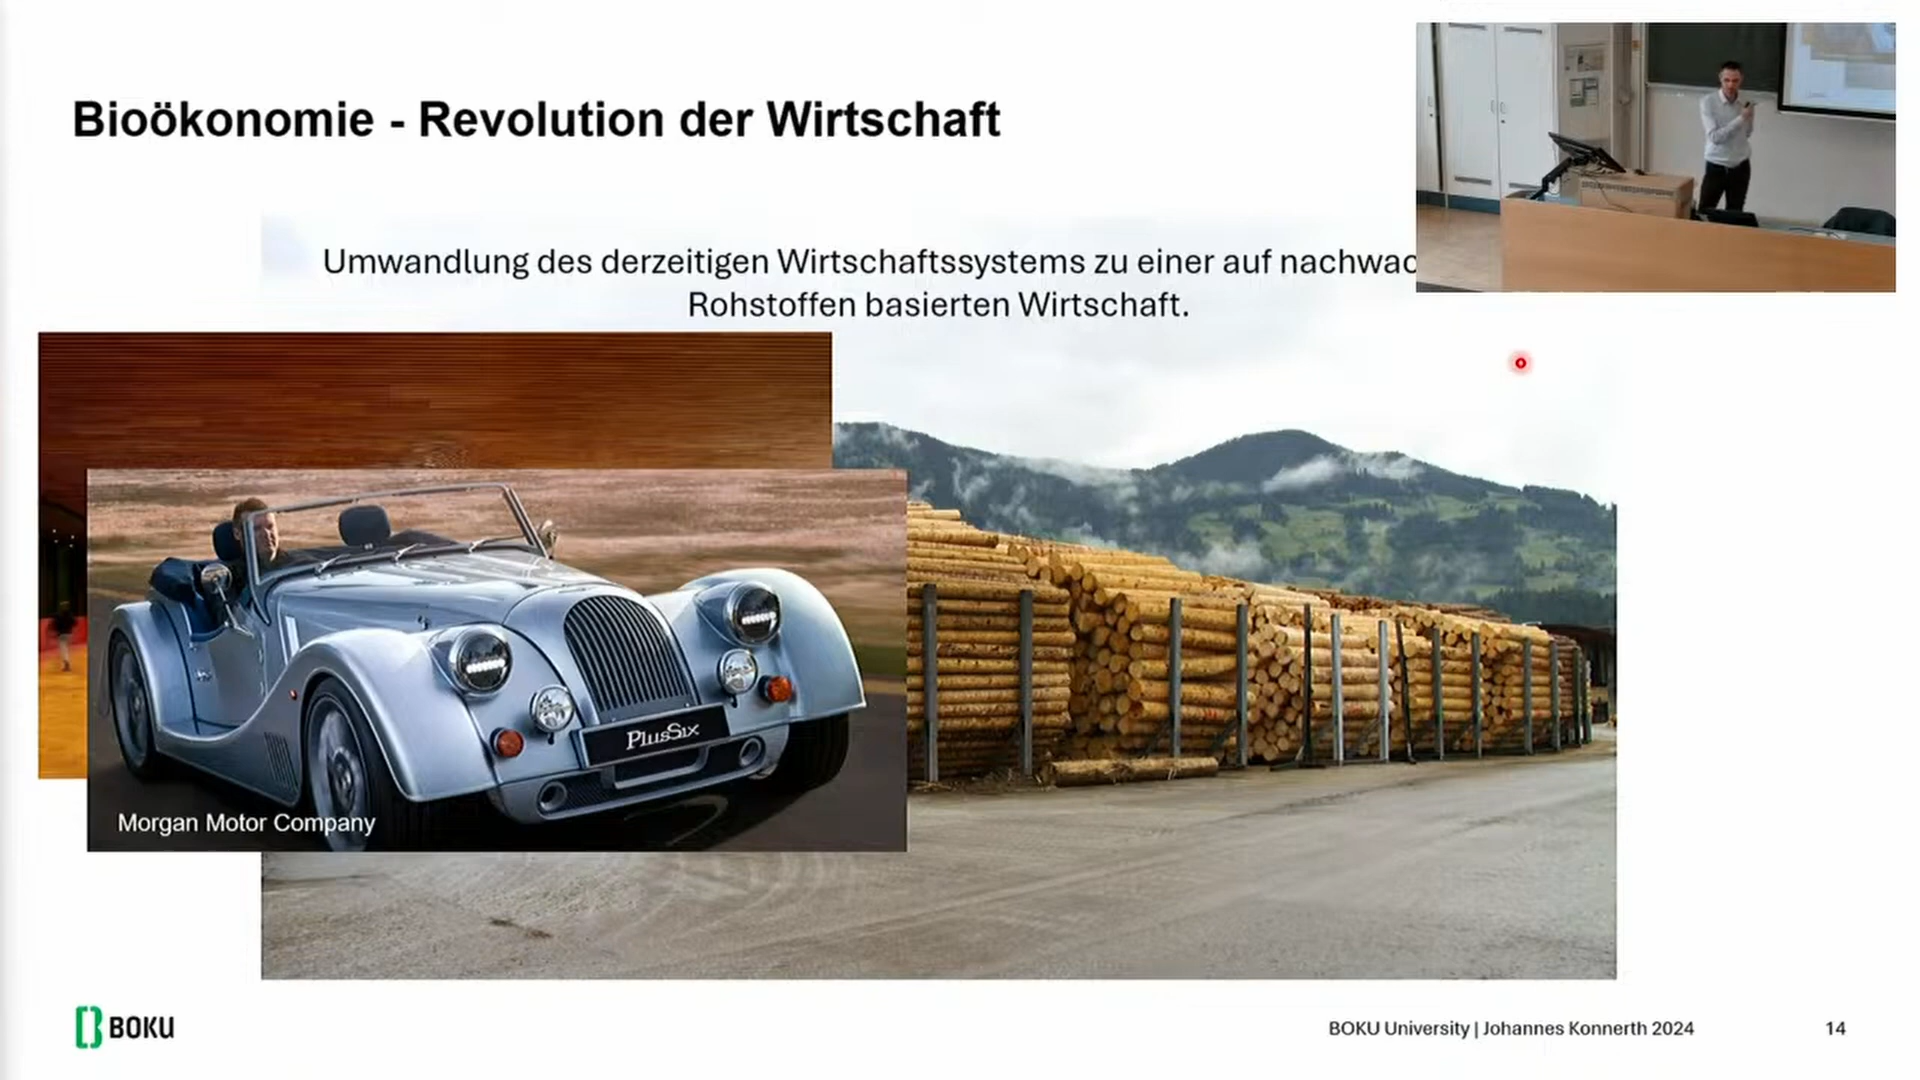 Bioökonomie - Revolution der Wirtschaft
Umwandlung des derzeitigen Wirtschaftssystems zu einer auf
Rohstoffen basierten Wirtschaft.
PlusSix
Morgan Motor Company
BOKU
BOKU University | Johannes Konnerth 2024
14